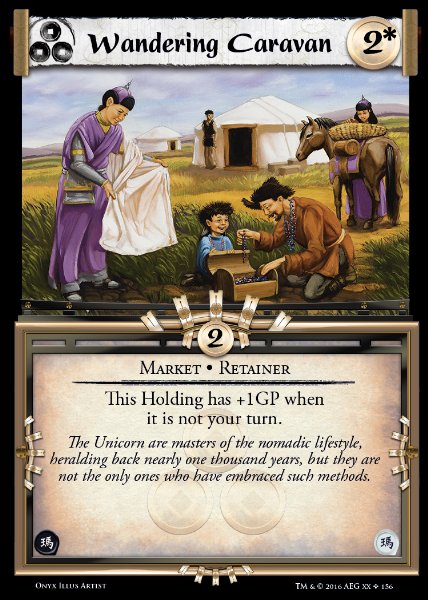 Wandering Caravan
2*
2
Market • Retainer
This Holding has +1GP when
it is not your turn.
The Unicorn are masters of the nomadic lifestyle,
heralding back nearly one thousand years, but they are
not the only ones who have embraced such methods.
瑪 瑪
Onyx Illus Artist
TM & © 2016 AEG XX ❖ 156